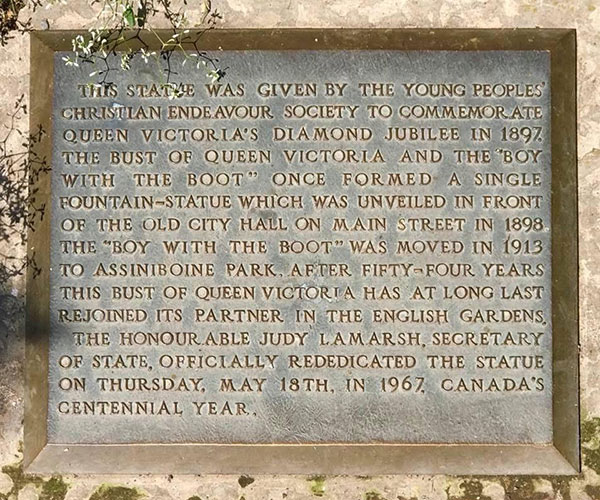 THIS STATUE WAS GIVEN BY THE YOUNG PEOPLES'
CHRISTIAN ENDEAVOUR SOCIETY TO COMMEMORATE
QUEEN VICTORIA'S DIAMOND JUBILEE IN 1897.
THE BUST OF QUEEN VICTORIA AND THE "BOY
WITH THE BOOT" ONCE FORMED A SINGLE
FOUNTAIN-STATUE WHICH WAS UNVEILED IN FRONT
OF THE OLD CITY HALL ON MAIN STREET IN 1898.
THE "BOY WITH THE BOOT" WAS MOVED IN 1913
TO ASSINIBOINE PARK. AFTER FIFTY-FOUR YEARS
THIS BUST OF QUEEN VICTORIA HAS AT LONG LAST
REJOINED ITS PARTNER IN THE ENGLISH GARDENS.
THE HONOURABLE JUDY LAMARSH, SECRETARY
OF STATE, OFFICIALLY REDEDICATED THE STATUE
ON THURSDAY, MAY 18TH, IN 1967, CANADA'S
CENTENNIAL YEAR.